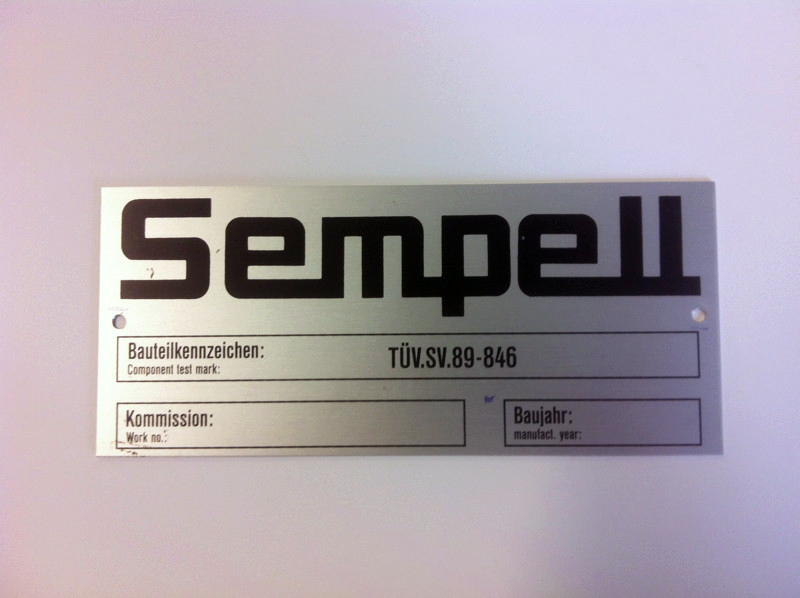 Sempell
Bauteilkennzeichen: TÜV.SV.89-846
Component test mark:
Kommission:
Work no.:
Baujahr:
manufact. year: